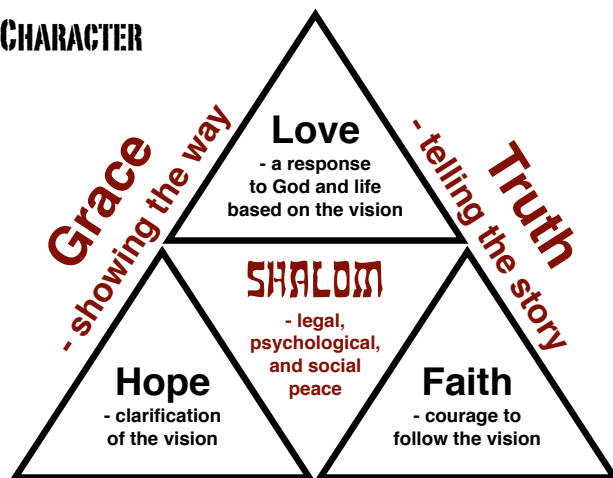 CHARACTER
Grace
- showing the way
Truth
- telling the story
Love
- a response
to God and life
based on the vision
SHALOM
- legal,
psychological,
and social
peace
Hope
- clarification
of the vision
Faith
- courage to
follow the vision